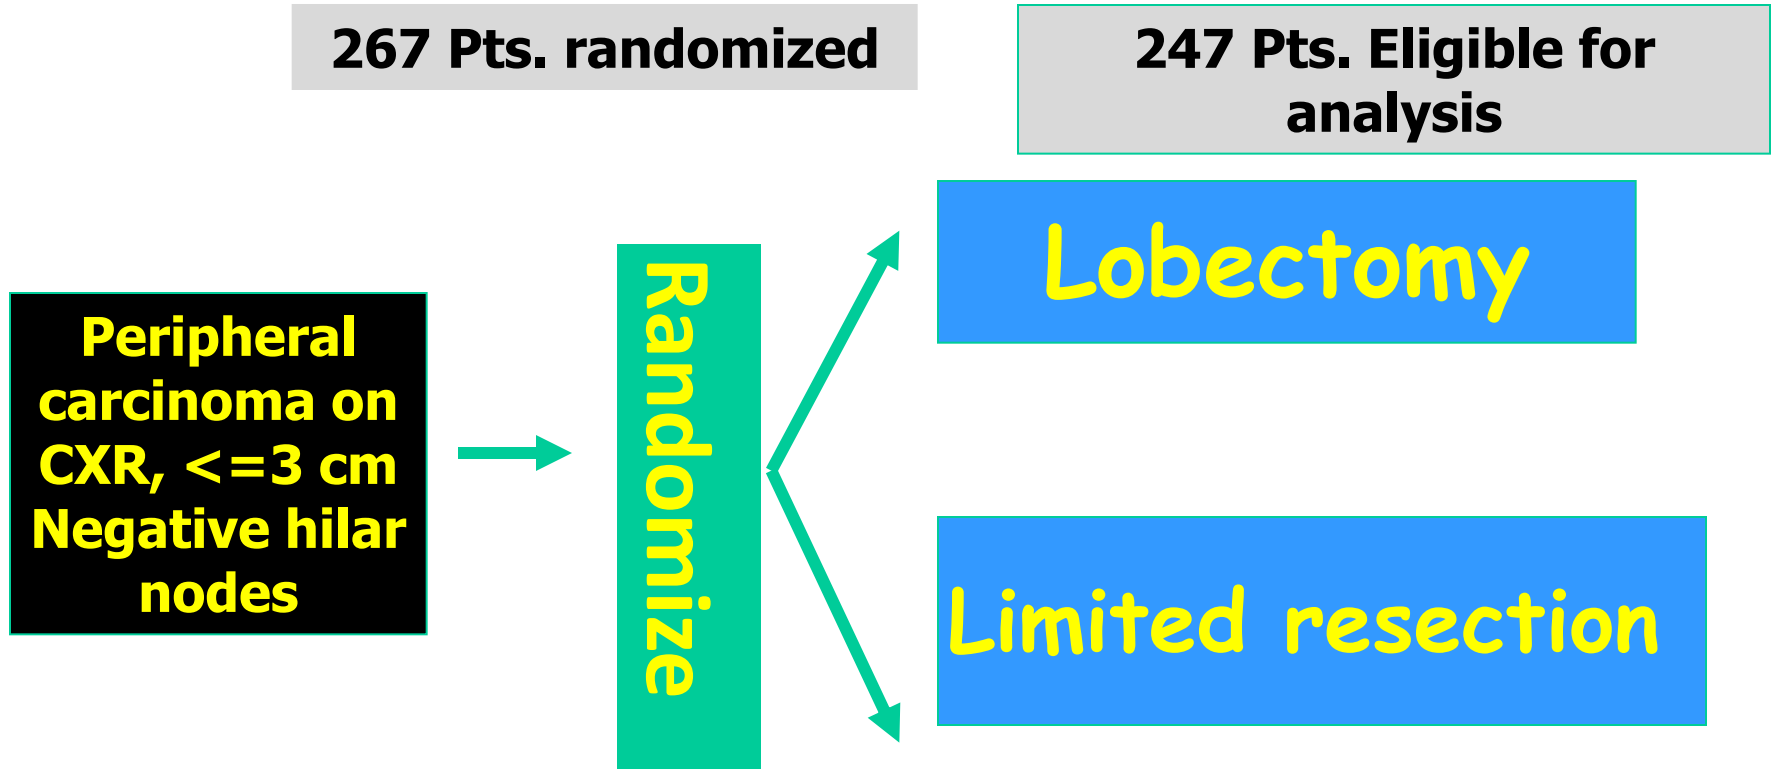 267 Pts. randomized
247 Pts. Eligible for
analysis
Peripheral
carcinoma on
CXR, <=3 cm
Negative hilar
nodes
Randomize
Lobectomy
Limited resection